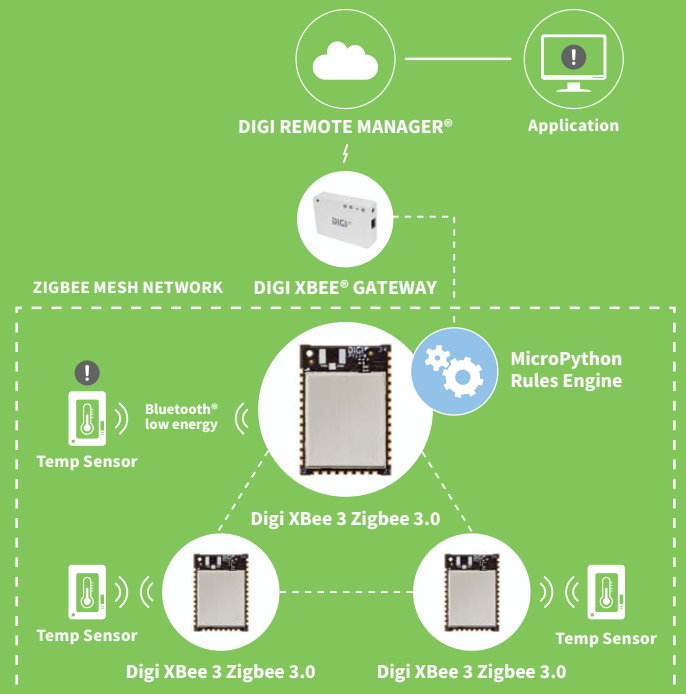 DIGI REMOTE MANAGER®
Application
DIGI
ZIGBEE MESH NETWORK
DIGI XBEE® GATEWAY
DIGI
MicroPython
Rules Engine
Bluetooth®
low energy
Temp Sensor
Digi XBee 3 Zigbee 3.0
Temp Sensor
Temp Sensor
Digi XBee 3 Zigbee 3.0
Digi XBee 3 Zigbee 3.0